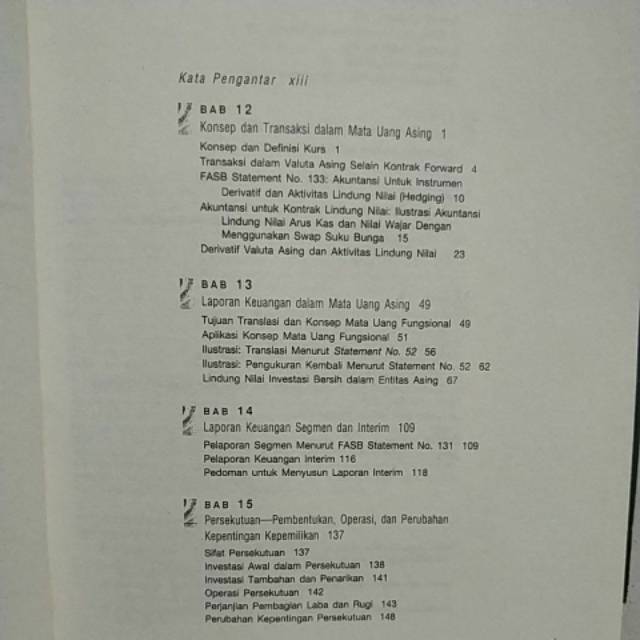 Kata Pengantar xiii
BAB 12
Konsep dan Transaksi dalam Mata Uang Asing 1
Konsep dan Definisi Kurs 1
Transaksi dalam Valuta Asing Selain Kontrak Forward 4
FASB Statement No. 133: Akuntansi Untuk Instrumen
Derivatif dan Aktivitas Lindung Nilai (Hedging) 10
Akuntansi untuk Kontrak Lindung Nilai: Ilustrasi Akuntansi
Lindung Nilai Arus Kas dan Nilai Wajar Dengan
Menggunakan Swap Suku Bunga 15
Derivatif Valuta Asing dan Aktivitas Lindung Nilai 23
BAB 13
Laporan Keuangan dalam Mata Uang Asing 49
Tujuan Translasi dan Konsep Mata Uang Fungsional 49
Aplikasi Konsep Mata Uang Fungsional 51
Ilustrasi: Translasi Menurut Statement No. 52 56
Ilustrasi: Pengukuran Kembali Menurut Statement No. 52 62
Lindung Nilai Investasi Bersih dalam Entitas Asing 67
BAB 14
Laporan Keuangan Segmen dan Interim 109
Pelaporan Segmen Menurut FASB Statement No. 131 109
Pelaporan Keuangan Interim 116
Pedoman untuk Menyusun Laporan Interim 118
BAB 15
Persekutuan—Pembentukan, Operasi, dan Perubahan
Kepentingan Kepemilikan 137
Sifat Persekutuan 137
Investasi Awal dalam Persekutuan 138
Investasi Tambahan dan Penarikan 141
Operasi Persekutuan 142
Perjanjian Pembagian Laba dan Rugi 143
Perubahan Kepentingan Persekutuan 148